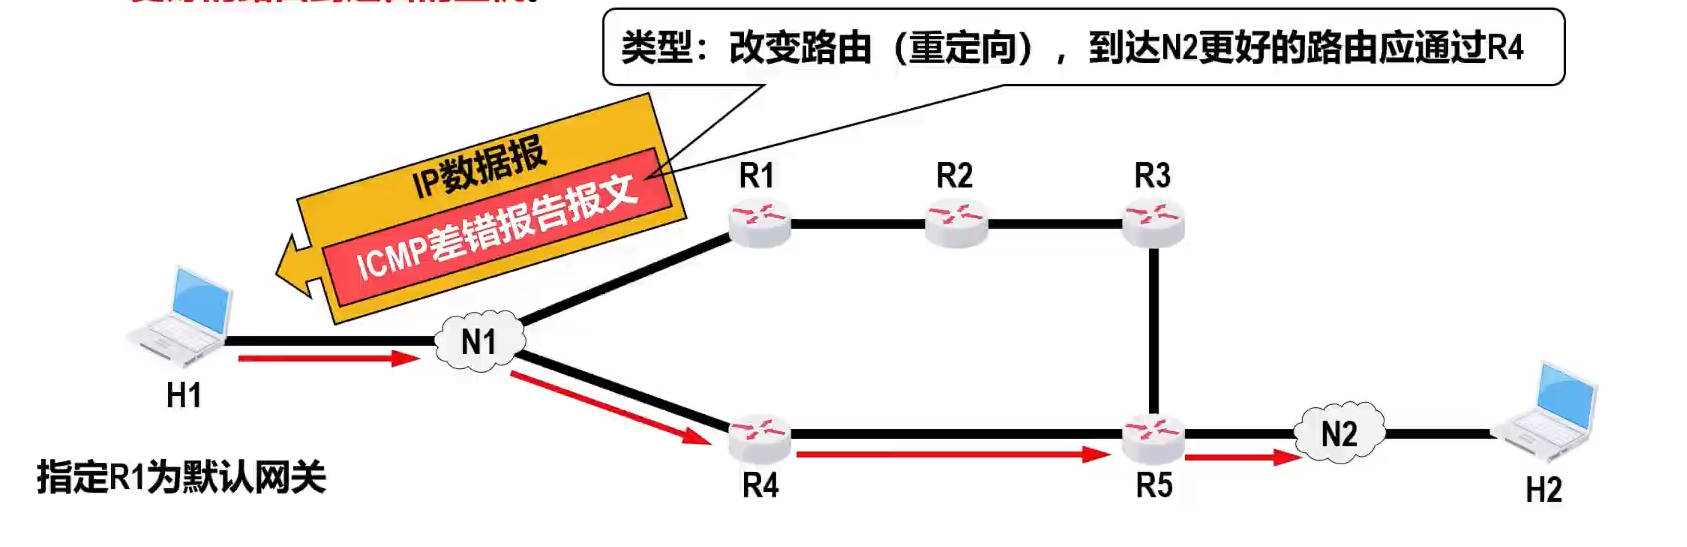 类型：改变路由（重定向），到达N2更好的路由应通过R4
IP数据报
ICMP差错报告报文
R1
R2
R3
N1
H1
N2
R4
R5
H2
指定R1为默认网关